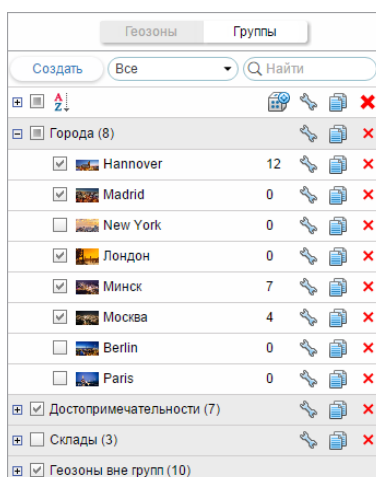 Геозоны Группы
Создать Все Найти
A
Z
Города (8)
Hannover 12
Madrid 0
New York 0
Лондон 0
Минск 7
Москва 4
Berlin 0
Paris 0
Достопримечательности (7)
Склады (3)
Геозоны вне групп (10)